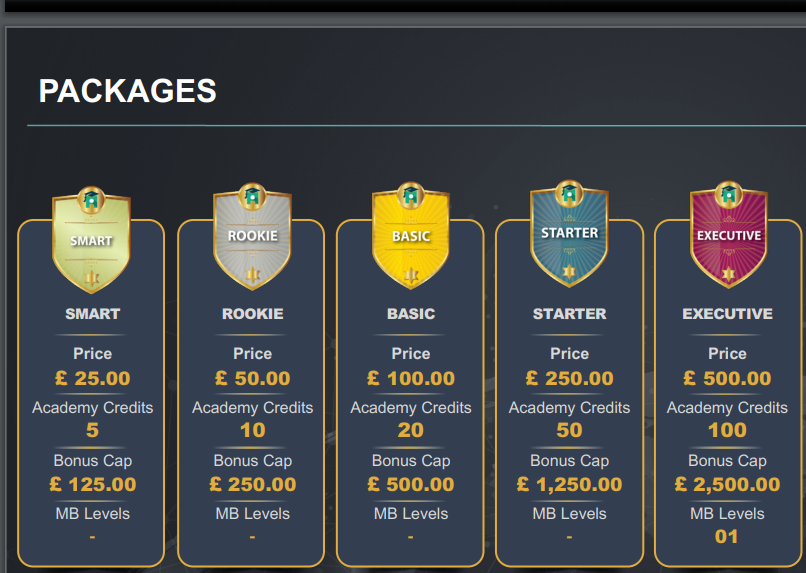 PACKAGES
SMART
ROOKIE
BASIC
STARTER
EXECUTIVE
SMART
Price
£ 25.00
Academy Credits
5
Bonus Cap
£ 125.00
MB Levels
-
ROOKIE
Price
£ 50.00
Academy Credits
10
Bonus Cap
£ 250.00
MB Levels
-
BASIC
Price
£ 100.00
Academy Credits
20
Bonus Cap
£ 500.00
MB Levels
-
STARTER
Price
£ 250.00
Academy Credits
50
Bonus Cap
£ 1,250.00
MB Levels
-
EXECUTIVE
Price
£ 500.00
Academy Credits
100
Bonus Cap
£ 2,500.00
MB Levels
01